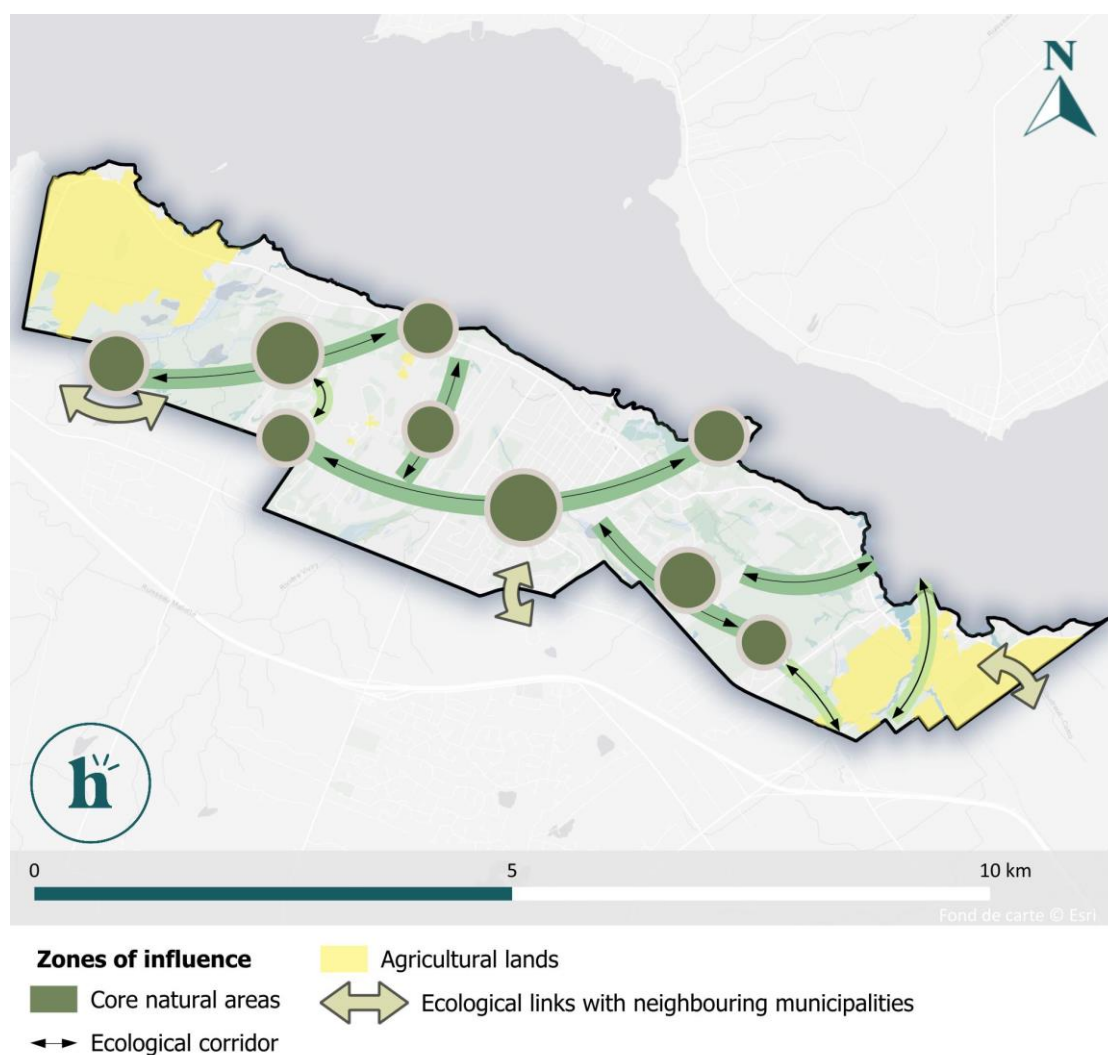 N
h
0 5 10 km
Fond de carte © Esri
Zones of influence
Agricultural lands
Core natural areas
Ecological links with neighbouring municipalities
Ecological corridor